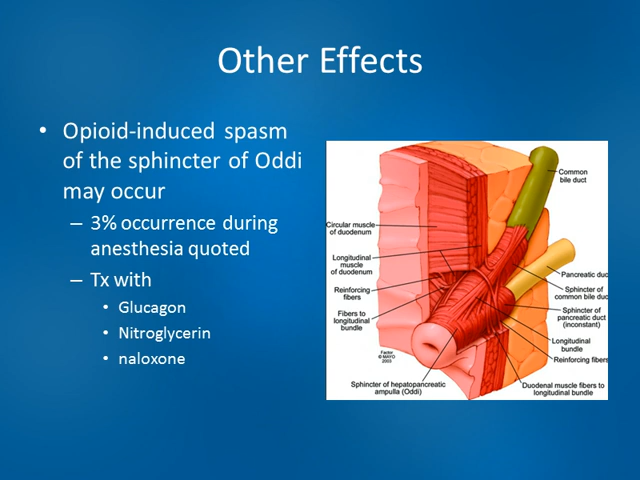 Other Effects
• Opioid-induced spasm
of the sphincter of Oddi
may occur
– 3% occurrence during
anesthesia quoted
– Tx with
• Glucagon
• Nitroglycerin
• naloxone
Common
bile duct
Circular muscle
of duodenum
Longitudinal
muscle
of duodenum
Reinforcing
fibers
Fibers to
longitudinal
bundle
Pancreatic duc
Sphincter of
common bile duc
Sphincter of
pancreatic duct
(inconstant)
Longitudinal
bundle
Reinforcing fibers
Factor
© MAYO
2003
Sphincter of hepatopancreatic
ampulla (Oddi)
Duodenal muscle fibers to
longitudinal bundle